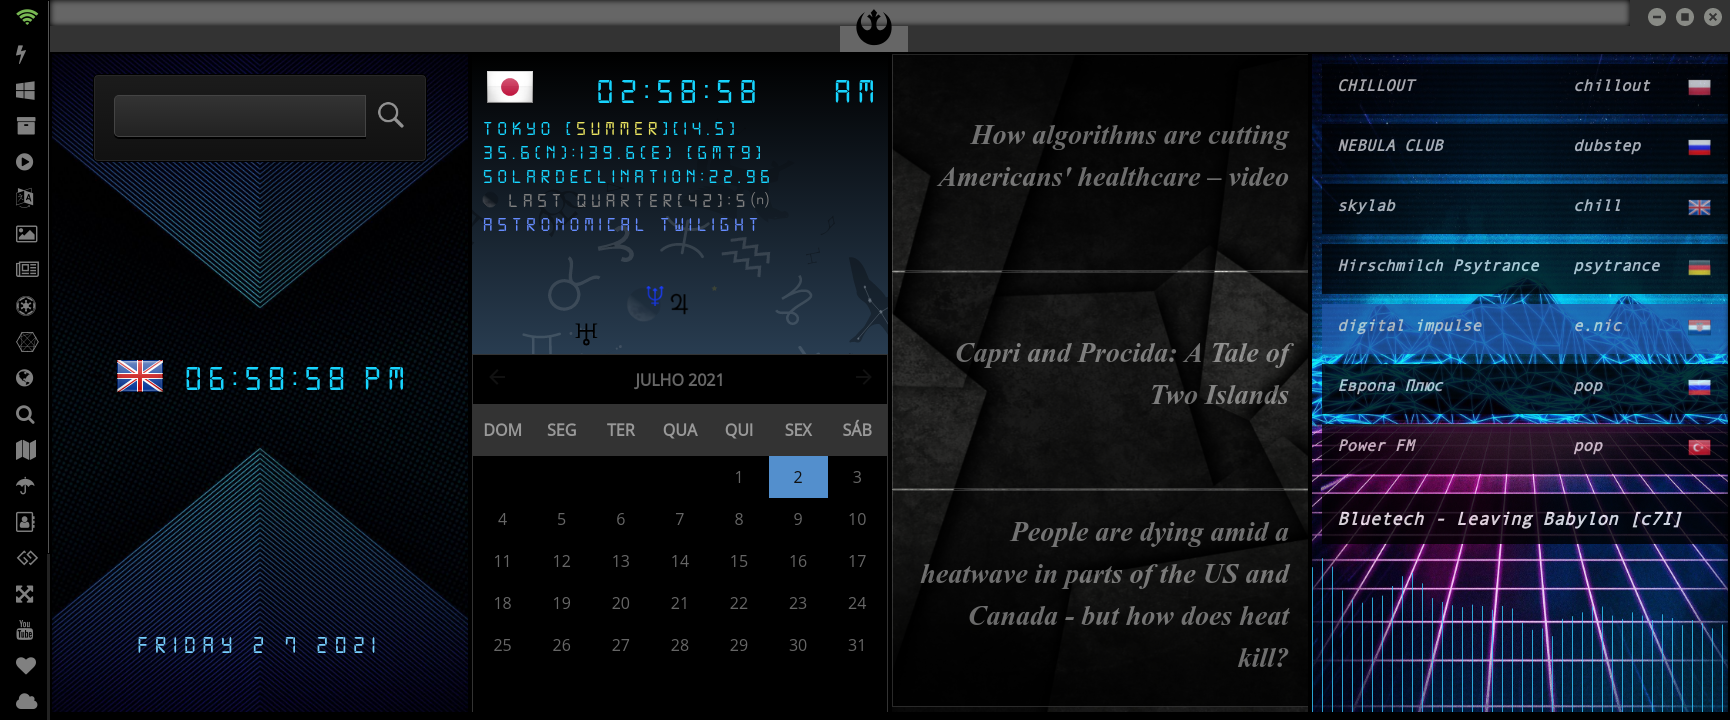 06:58:58 PM
FRIDAY 2 7 2021
02:58:58 AM
TOKYO [SUMMER][14.5]
35.6(N):139.6(E) [GMT9]
SOLARDECLINATION:22.96
LAST QUARTER[42]:5(n)
ASTRONOMICAL TWILIGHT
JULHO 2021
DOM SEG TER QUA QUI SEX SÁB
1 2 3
4 5 6 7 8 9 10
11 12 13 14 15 16 17
18 19 20 21 22 23 24
25 26 27 28 29 30 31
How algorithms are cutting
Americans' healthcare – video
Capri and Procida: A Tale of
Two Islands
People are dying amid a
heatwave in parts of the US and
Canada - but how does heat
kill?
CHILLOUT chillout
NEBULA CLUB dubstep
skylab chill
Hirschmilch Psytrance psytrance
digital impulse e.nic
Европа Плюс pop
Power FM pop
Bluetech - Leaving Babylon [c7I]
You
Tube